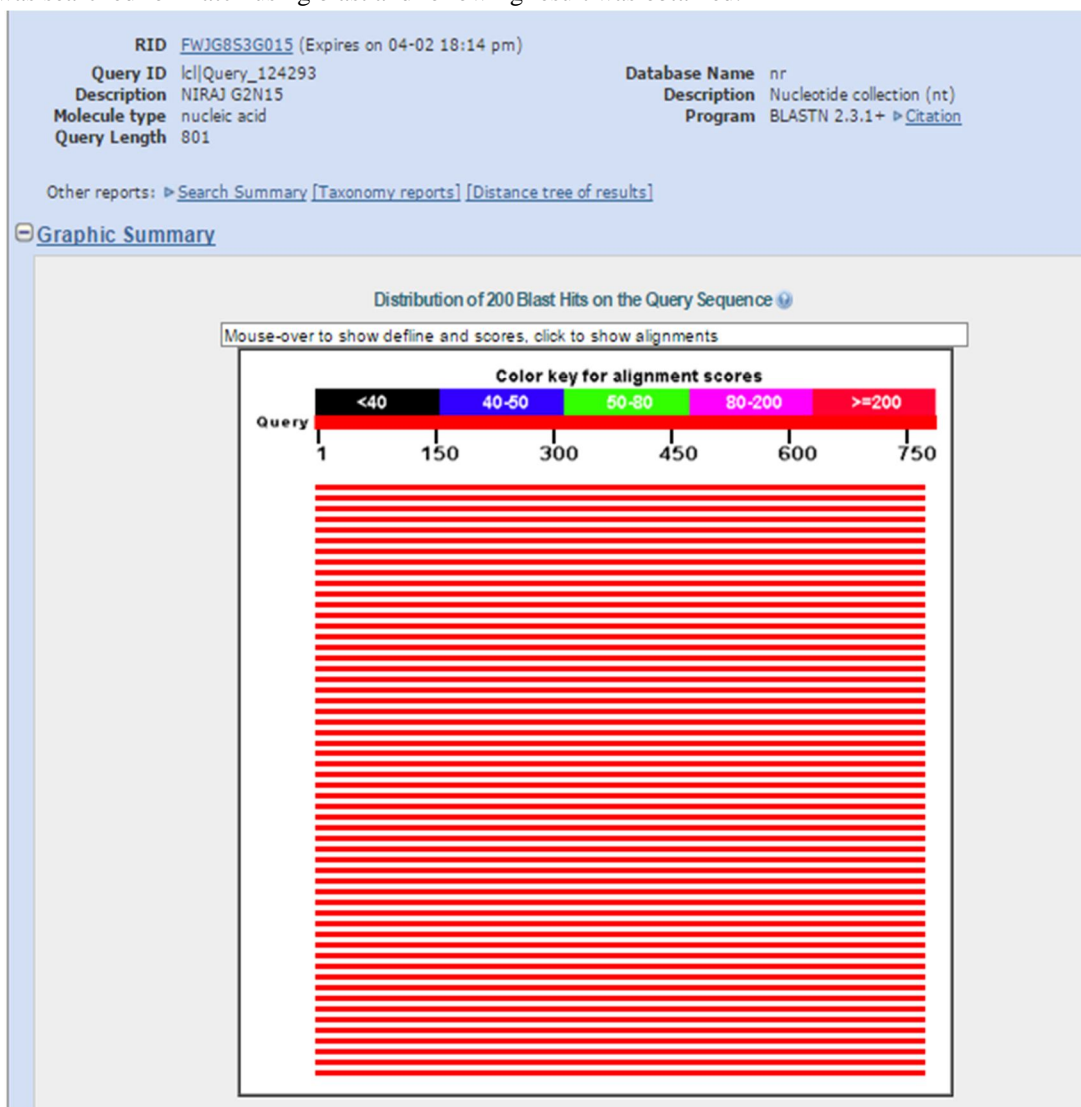 RID FWJG8S3G015 (Expires on 04-02 18:14 pm)
Query ID lcl|Query_124293
Description NIRAJ G2N15
Molecule type nucleic acid
Query Length 801
Database Name nr
Description Nucleotide collection (nt)
Program BLASTN 2.3.1+ Citation
Other reports: Search Summary [Taxonomy reports] [Distance tree of results]
Graphic Summary
Distribution of 200 Blast Hits on the Query Sequence
Mouse-over to show defline and scores, click to show alignments
Color key for alignment scores
<40 40-50 50-80 80-200 >=200
Query
1 150 300 450 600 750